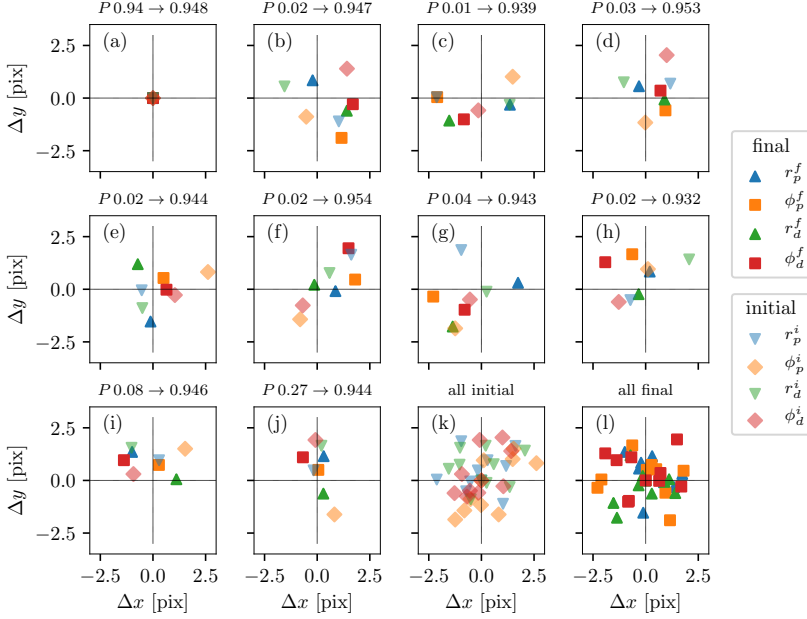 P 0.94 → 0.948
P 0.02 → 0.947
P 0.01 → 0.939
P 0.03 → 0.953
(a)
(b)
(c)
(d)
2.5
0.0
−2.5
Δy [pix]
final
r_p^f
ϕ_p^f
r_d^f
ϕ_d^f
P 0.02 → 0.944
P 0.02 → 0.954
P 0.04 → 0.943
P 0.02 → 0.932
(e)
(f)
(g)
(h)
2.5
0.0
−2.5
Δy [pix]
initial
r_p^i
ϕ_p^i
r_d^i
ϕ_d^i
P 0.08 → 0.946
P 0.27 → 0.944
all initial
all final
(i)
(j)
(k)
(l)
2.5
0.0
−2.5
Δy [pix]
−2.5 0.0 2.5
−2.5 0.0 2.5
−2.5 0.0 2.5
−2.5 0.0 2.5
Δx [pix]
Δx [pix]
Δx [pix]
Δx [pix]